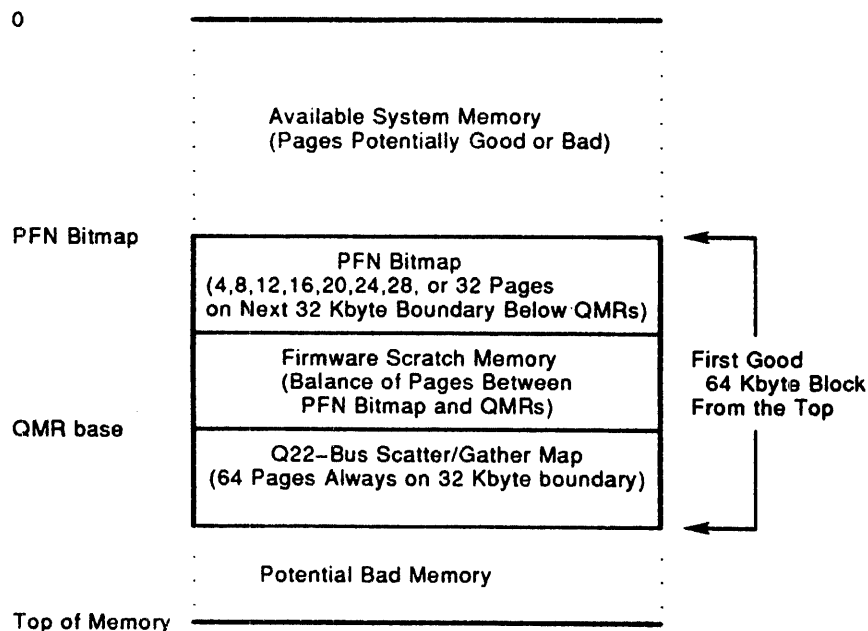 0
Available System Memory
(Pages Potentially Good or Bad)
PFN Bitmap
PFN Bitmap
(4,8,12,16,20,24,28, or 32 Pages
on Next 32 Kbyte Boundary Below QMRs)
Firmware Scratch Memory
(Balance of Pages Between
PFN Bitmap and QMRs)
First Good
64 Kbyte Block
From the Top
QMR base
Q22-Bus Scatter/Gather Map
(64 Pages Always on 32 Kbyte boundary)
Potential Bad Memory
Top of Memory